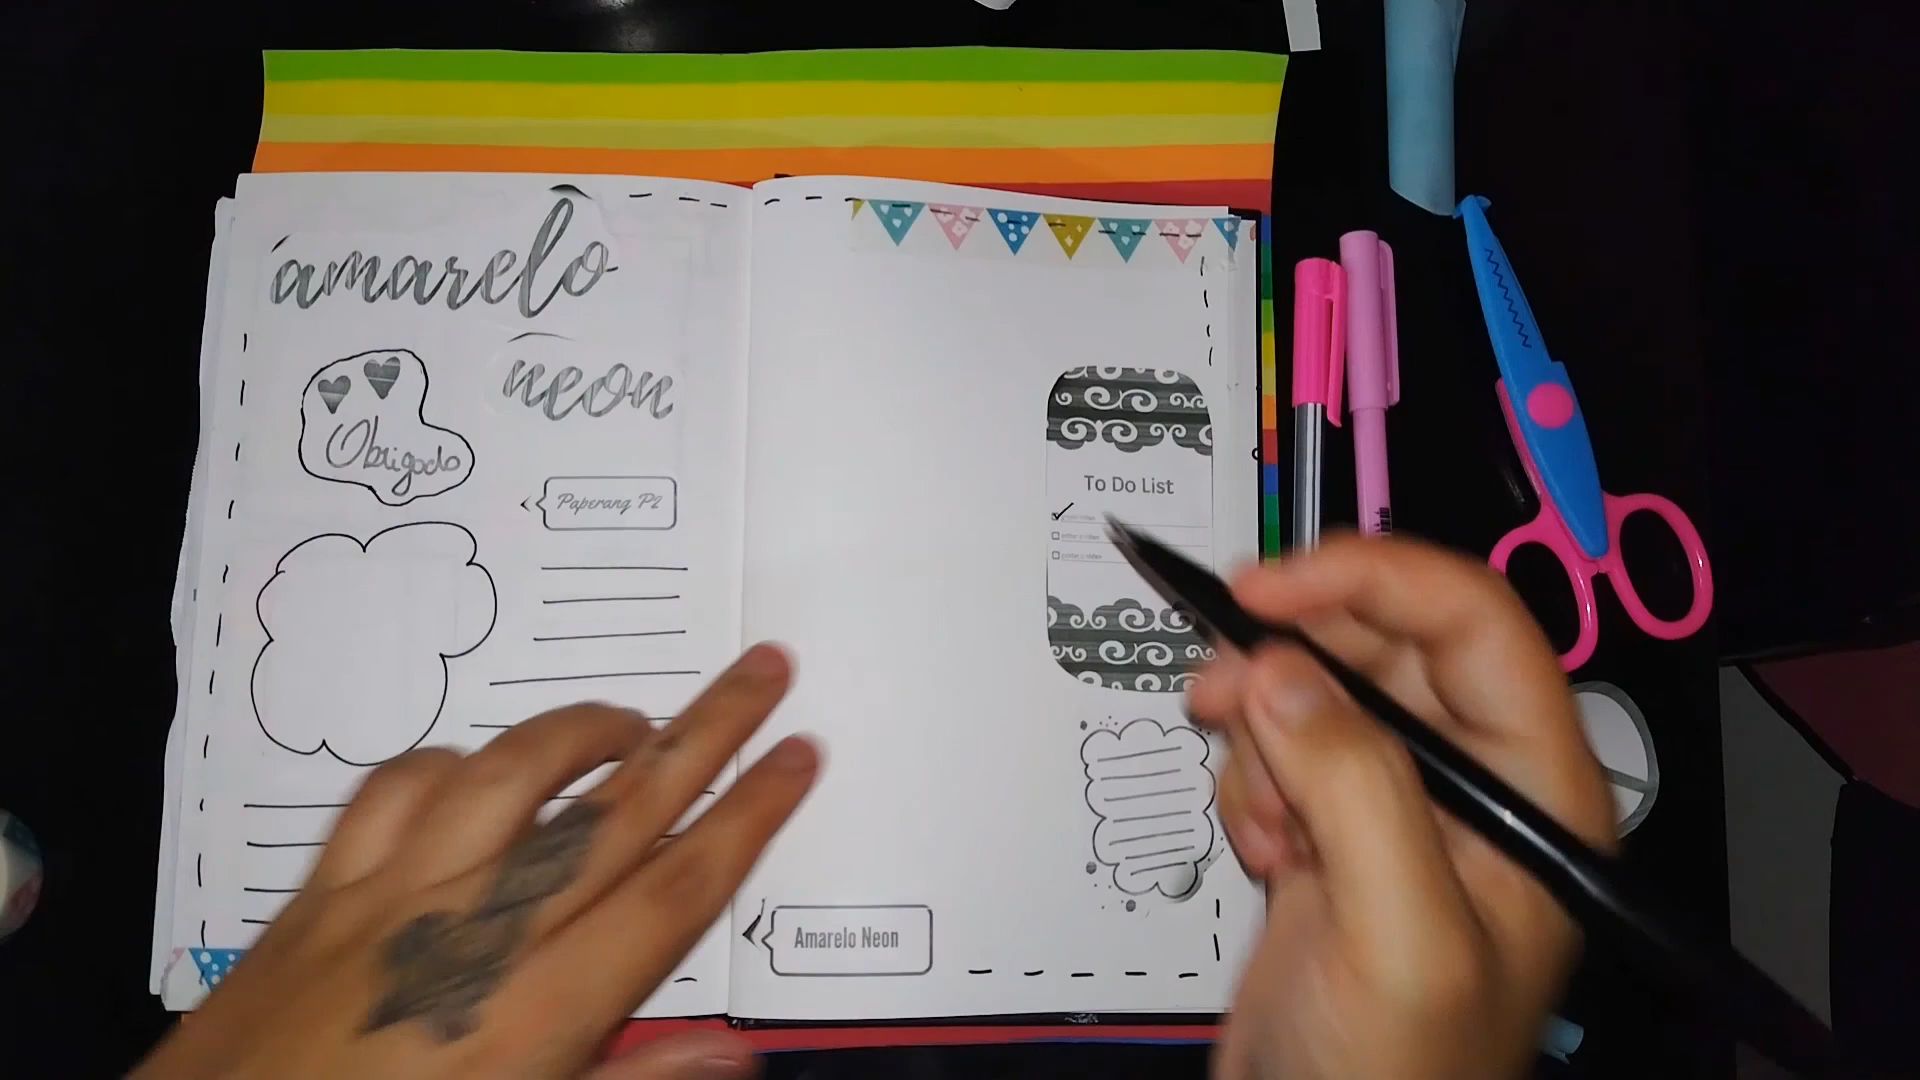 amarelo
neon
Obrigado
Paperang P2
To Do List
Amarelo Neon